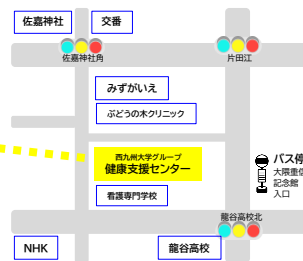 佐嘉神社
交番
佐嘉神社角
片田江
みずがいえ
ぶどうの木クリニック
西九州大学グループ
健康支援センター
バス停
大隈重信
記念館
入口
看護専門学校
龍谷高校北
NHK
龍谷高校